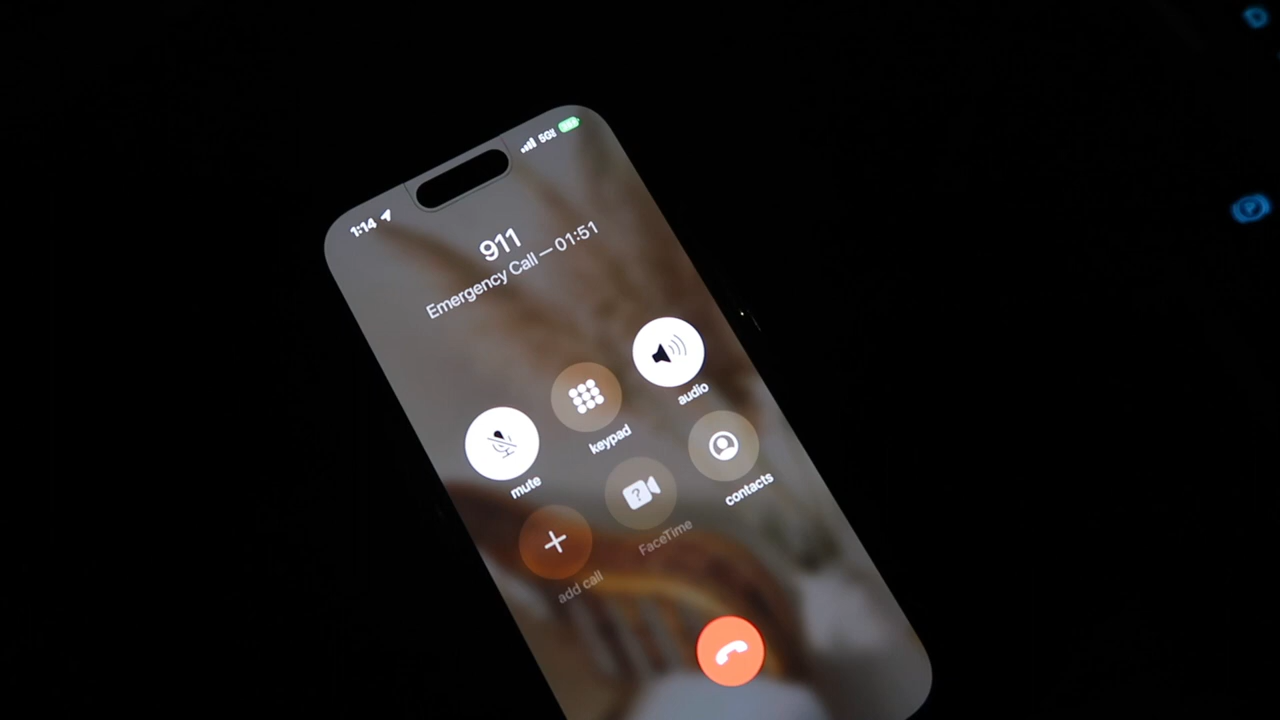 1:14
5G
911
Emergency Call — 01:51
mute
keypad
audio
add call
FaceTime
contacts